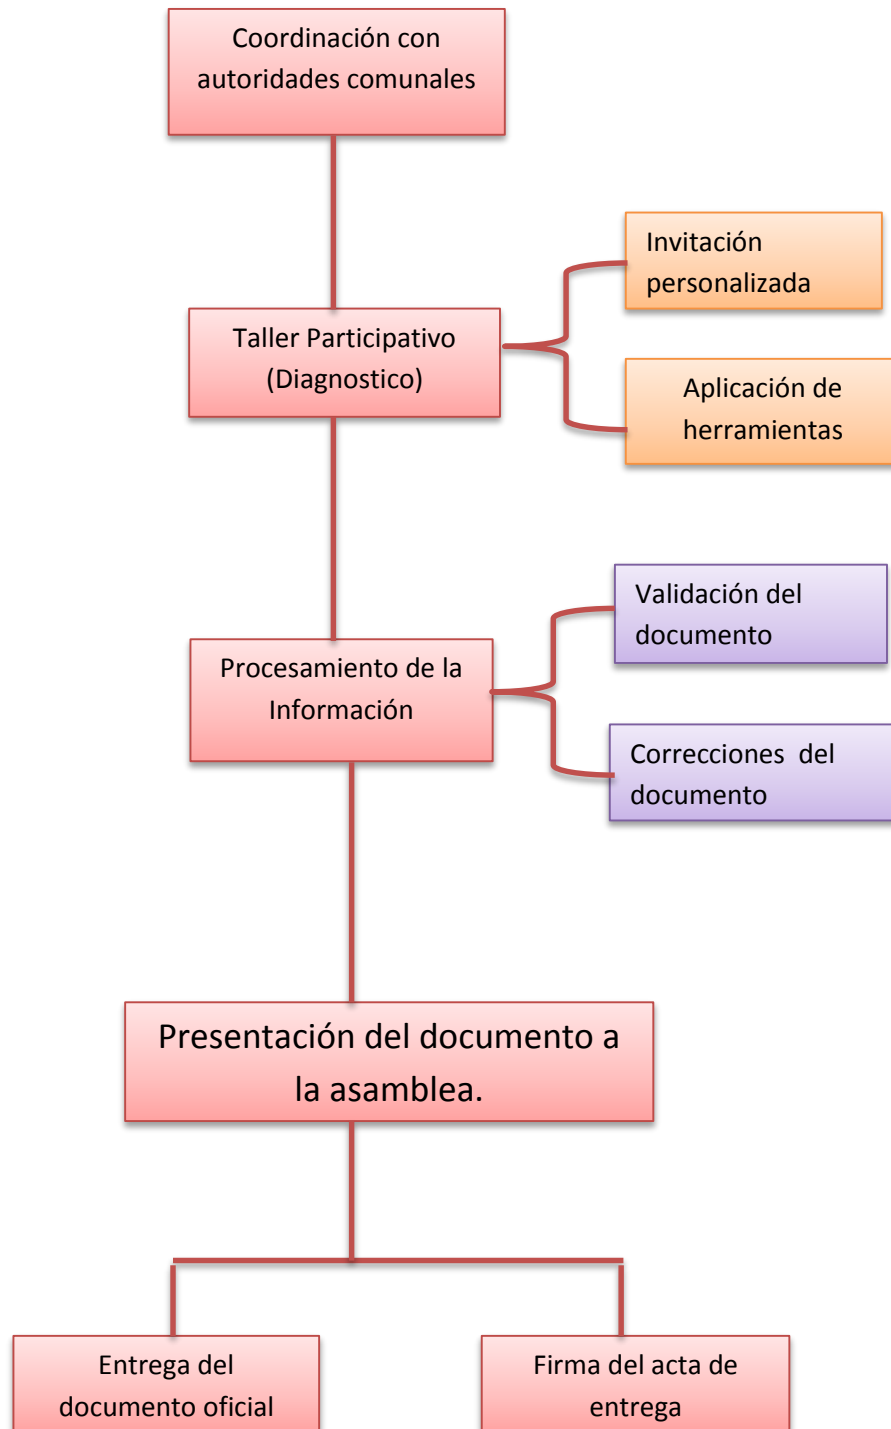 Coordinación con
autoridades comunales
Invitación
personalizada
Taller Participativo
(Diagnostico)
Aplicación de
herramientas
Validación del
documento
Procesamiento de la
Información
Correcciones  del
documento
Presentación del documento a
la asamblea.
Entrega del
documento oficial
Firma del acta de
entrega